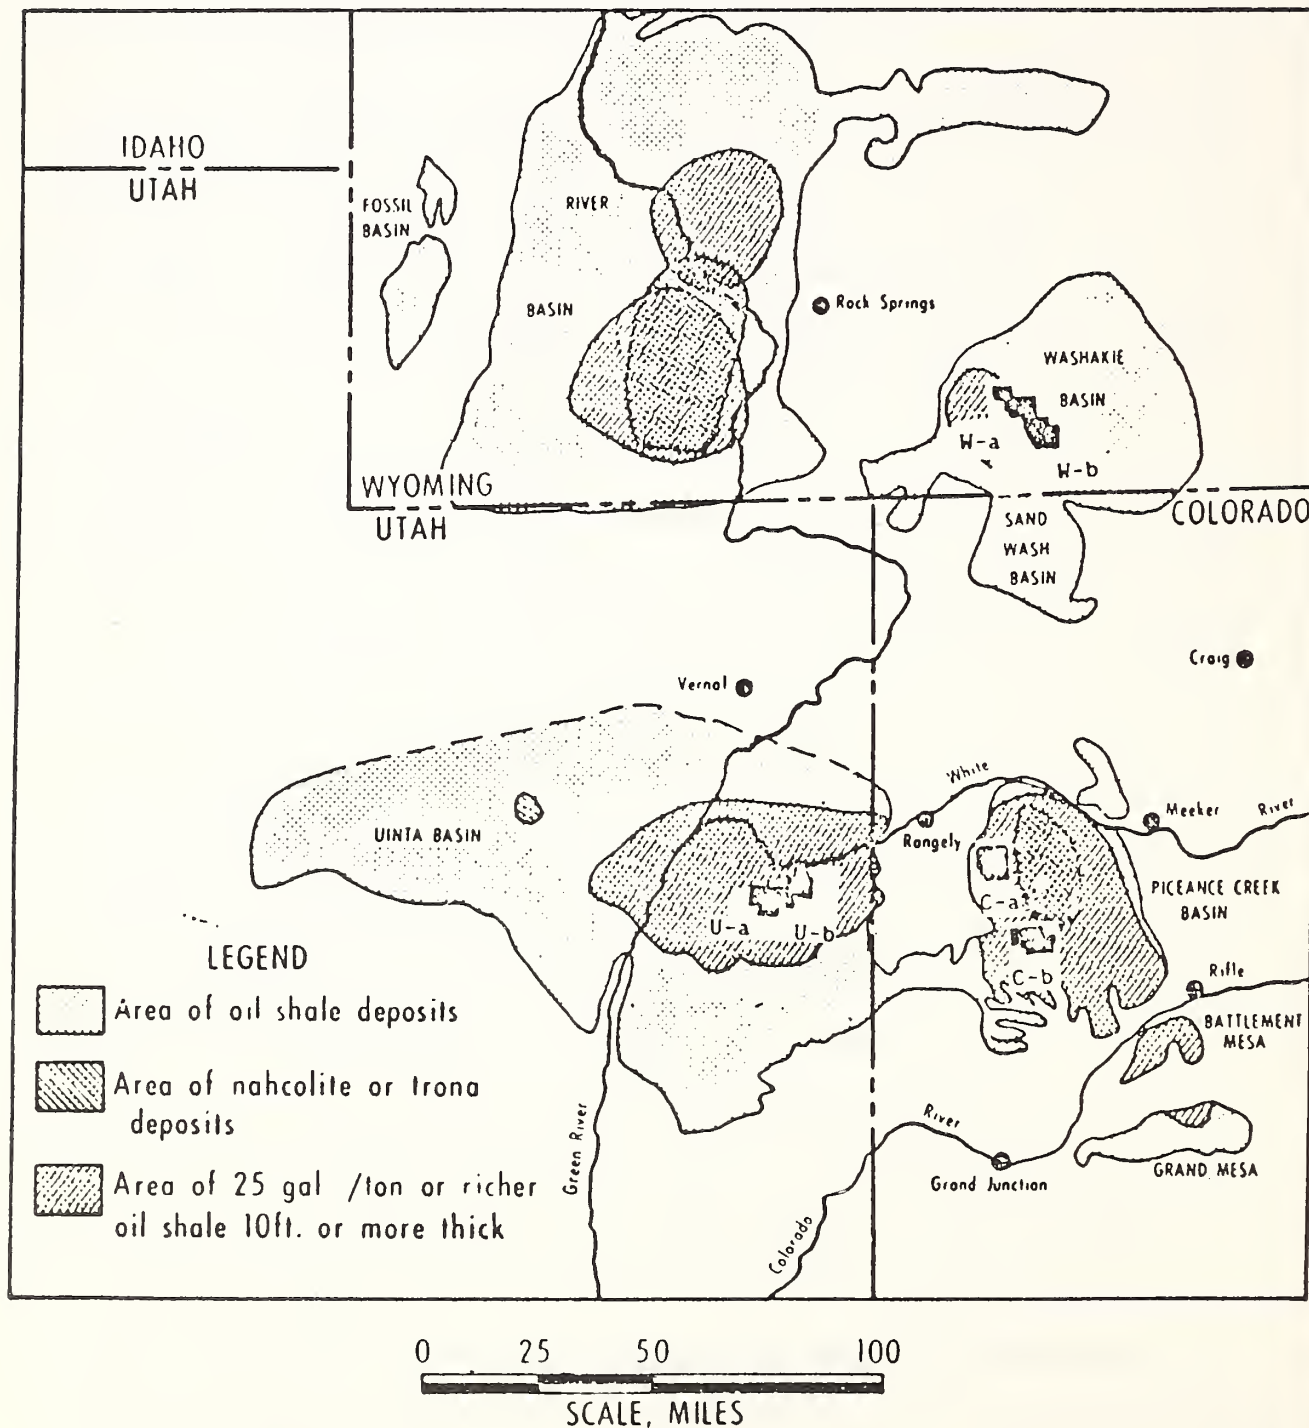 IDAHO
UTAH
FOSSIL
BASIN
RIVER
BASIN
Rock Springs
WASHAKIE
BASIN
W-a
W-b
WYOMING
UTAH
COLORADO
SAND
WASH
BASIN
Craig
Vernal
White
Meeker
River
Rangely
UINTA BASIN
C-a
PICEANCE CREEK
BASIN
U-a
U-b
C-b
Rifle
BATTLEMENT
MESA
LEGEND
Area of oil shale deposits
Area of nahcolite or trona
deposits
Area of 25 gal /ton or richer
oil shale 10ft. or more thick
Green River
River
Grand Junction
GRAND MESA
Colorado
0 25 50 100
SCALE, MILES